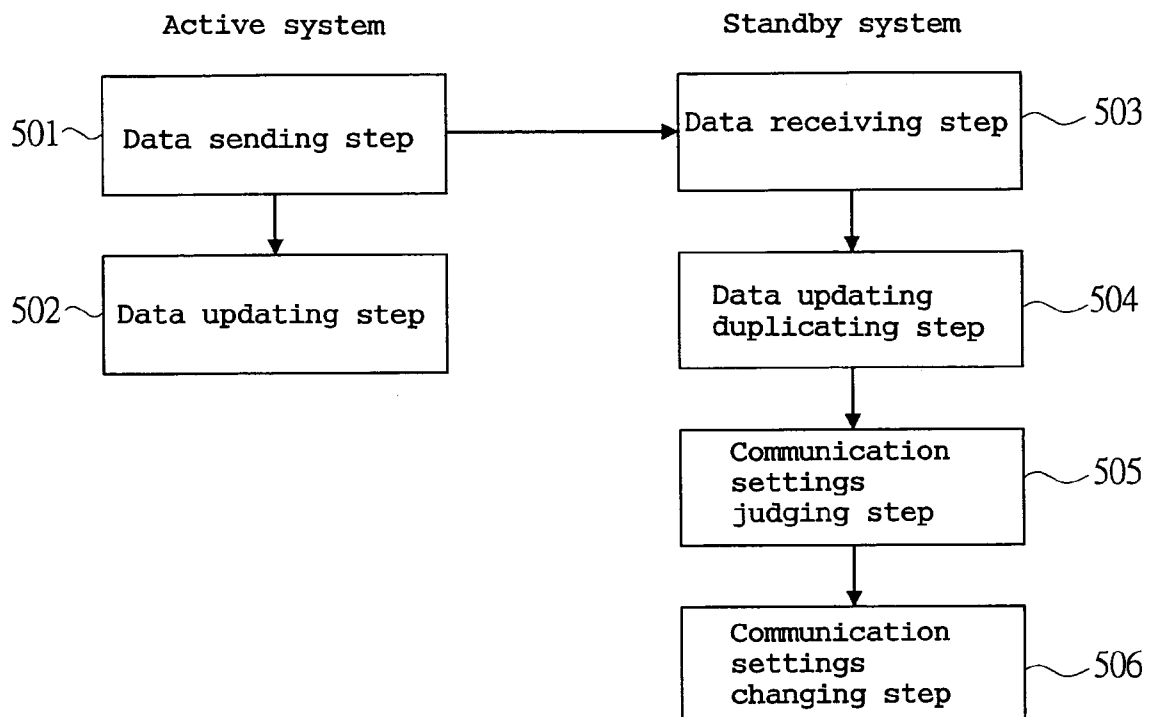 Active system
Standby system
501
Data sending step
Data receiving step
503
502
Data updating step
Data updating
duplicating step
504
Communication
settings
judging step
505
Communication
settings
changing step
506